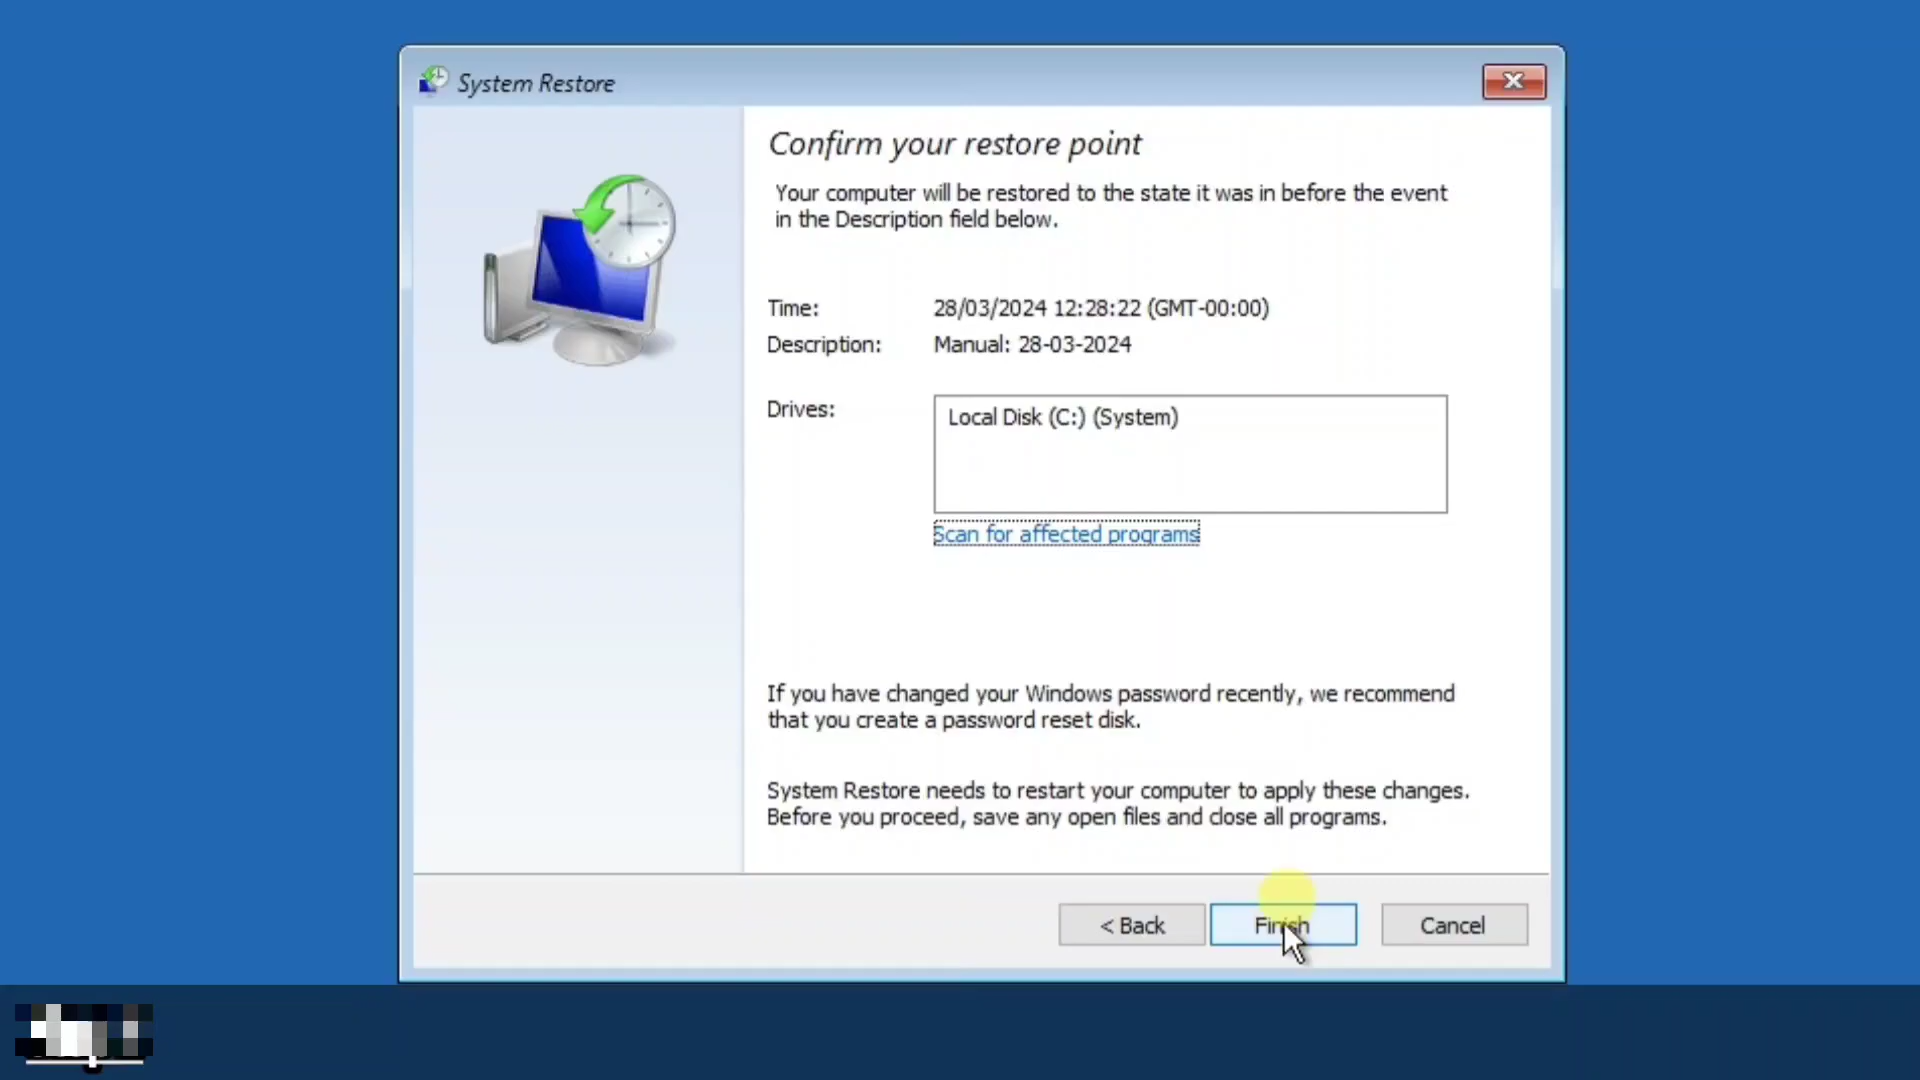 System Restore
Confirm your restore point
Your computer will be restored to the state it was in before the event
in the Description field below.
Time: 28/03/2024 12:28:22 (GMT-00:00)
Description: Manual: 28-03-2024
Drives: Local Disk (C:) (System)
Scan for affected programs
If you have changed your Windows password recently, we recommend
that you create a password reset disk.
System Restore needs to restart your computer to apply these changes.
Before you proceed, save any open files and close all programs.
< Back Finish Cancel